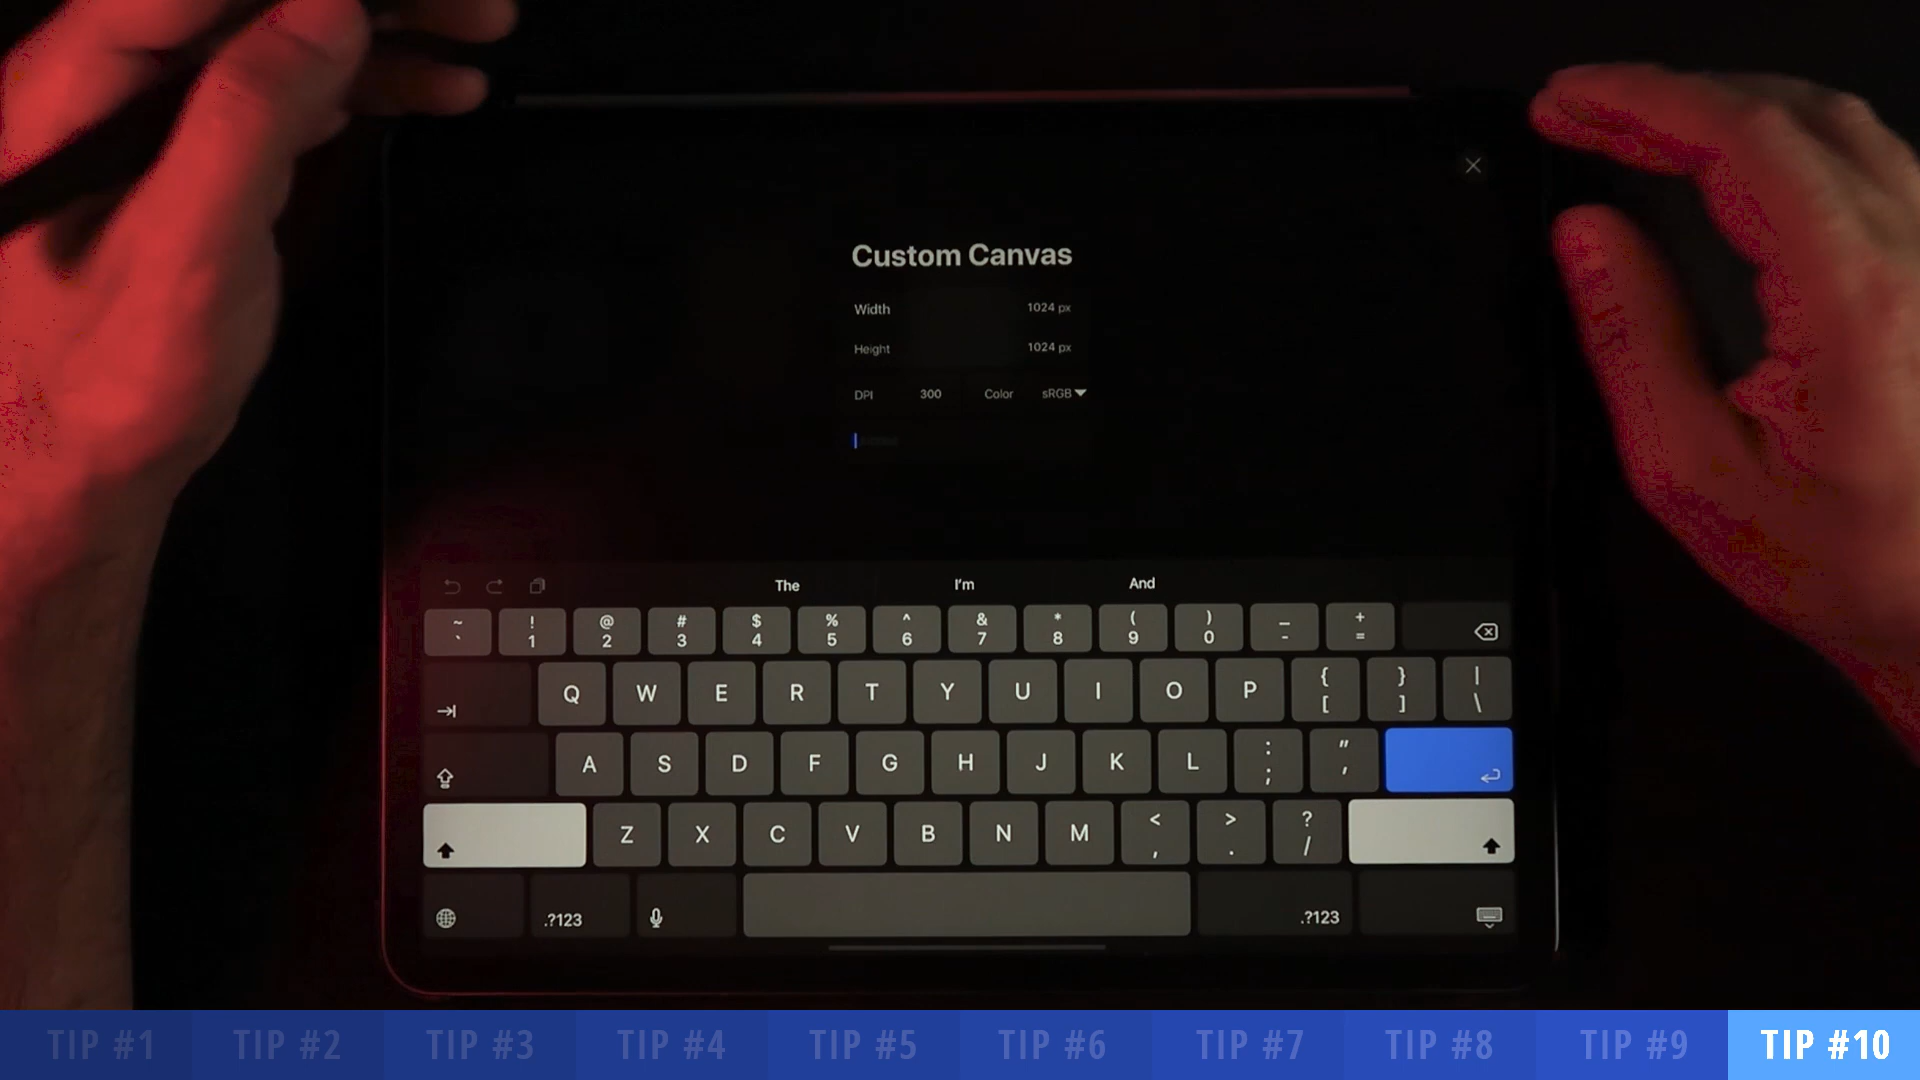 Custom Canvas
Width 1024 px
Height 1024 px
DPI 300 Color sRGB
The I'm And
~ ! @ # $ % ^ & * ( ) _ +
` 1 2 3 4 5 6 7 8 9 0 - =
Q W E R T Y U I O P { }  |
[ ] \
A S D F G H J K L : "
; '
Z X C V B N M < > ?
, . /
.?123 .?123
TIP #1 TIP #2 TIP #3 TIP #4 TIP #5 TIP #6 TIP #7 TIP #8 TIP #9 TIP #10